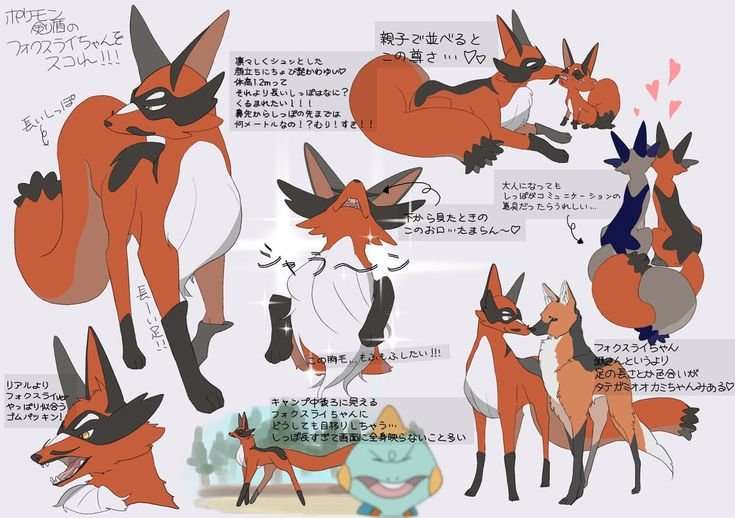 ポケモン
剣盾の
フォクスライちゃんを
スコれ!!!
長いしっぽ
長ーい足!!
凛々しくシュッとした
顔立ちにちょび髭かわゆい♡
体高1.2mって
それより長いしっぽはなに?
くるまれたい!!!
鼻先からしっぽの先までは
何メートルなの!?むり!すき!!
親子で並べると
この尊さ…♡♡
下から見たときの
このお口…たまらん〜♡
シャーン
この胸毛…もふもふしたい!!!
大人になっても
しっぽがコミュニケーションの
道具だったらうれしい…
フォクスライちゃん
狐さんというより
足の長さとか色合いが
タテガミオオカミちゃんみある♡
リアルより
フォクスライver
やっぱり似合う
ゴムパッキン!
キャンプ中後ろに見える
フォクスライちゃんに
どうしても目移りしちゃう…
しっぽ長すぎて画面に全身映らないこと多い